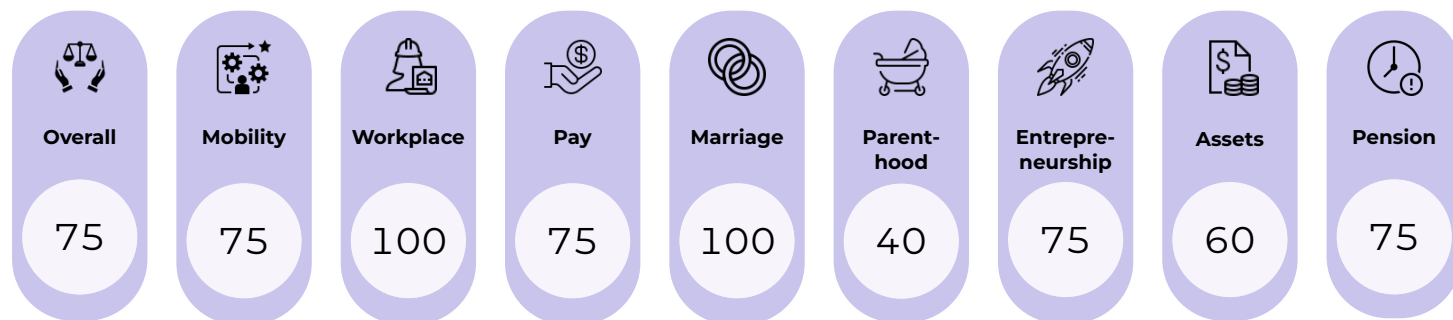 Overall
75
Mobility
75
Workplace
100
$
Pay
75
Marriage
100
Parent-
hood
40
Entrepre-
neurship
75
$
Assets
60
!
Pension
75